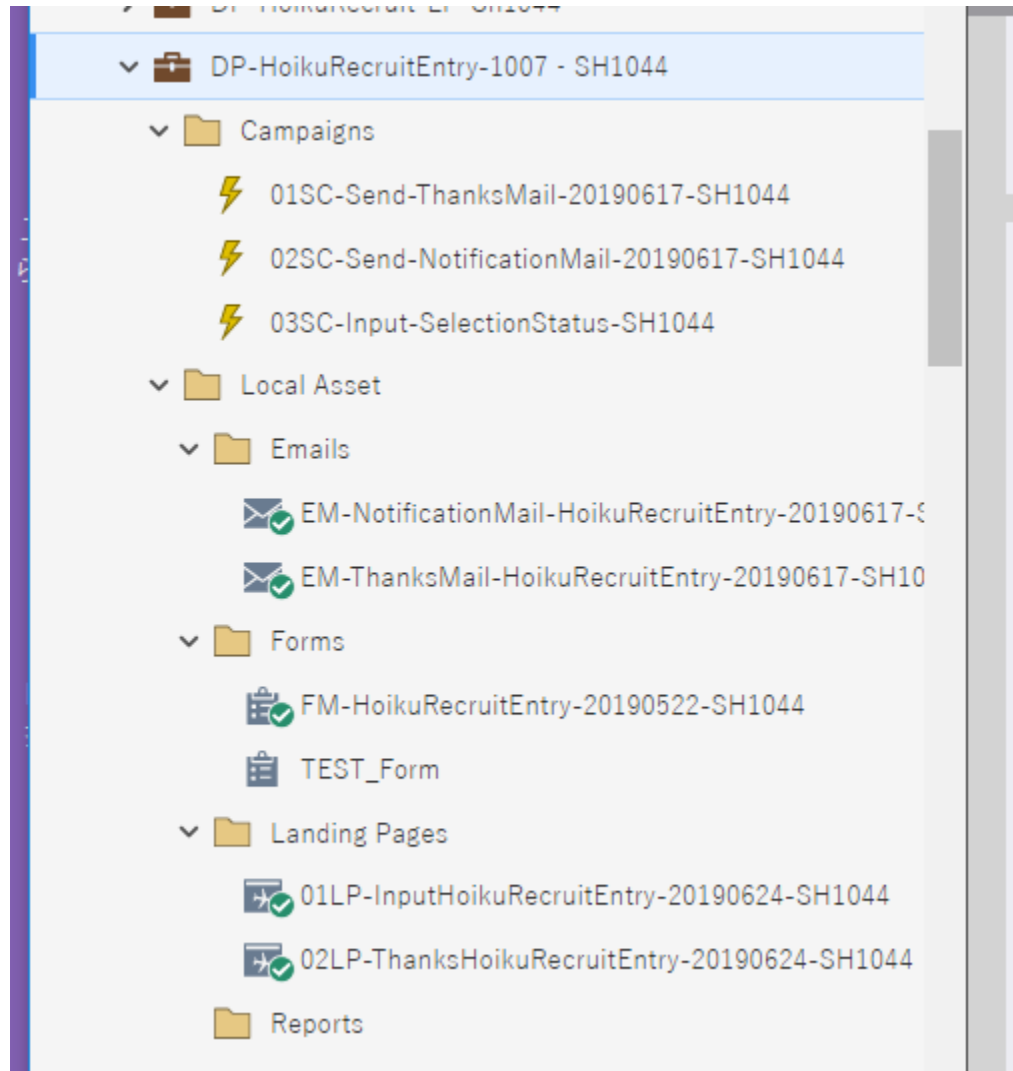 DP-HoikuRecruitEntry-1007 - SH1044
Campaigns
01SC-Send-ThanksMail-20190617-SH1044
02SC-Send-NotificationMail-20190617-SH1044
03SC-Input-SelectionStatus-SH1044
Local Asset
Emails
EM-NotificationMail-HoikuRecruitEntry-20190617-S
EM-ThanksMail-HoikuRecruitEntry-20190617-SH10
Forms
FM-HoikuRecruitEntry-20190522-SH1044
TEST_Form
Landing Pages
01LP-InputHoikuRecruitEntry-20190624-SH1044
02LP-ThanksHoikuRecruitEntry-20190624-SH1044
Reports